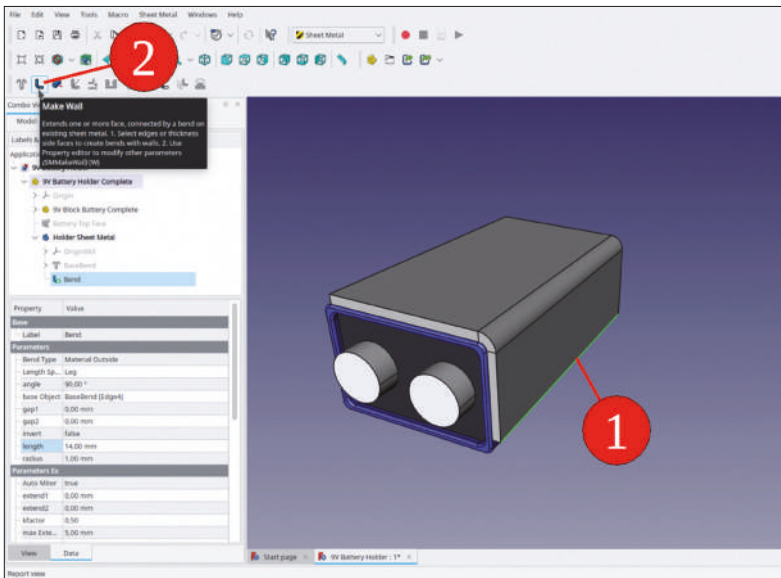 File Edit View Tools Macro Sheet Metal Windows Help
Sheet Metal
2
Make Wall
Extends one or more face, connected by a bend on
existing sheet metal. 1. Select edges or thickness
side faces to create bends with walls. 2. Use
Property editor to modify other parameters
(SMMakeWall) (W)
Combo
Model
Labels &
9V Battery Holder Complete
Origin
9V Block Battery Complete
Battery Top Face
Holder Sheet Metal
BaseBend
Bend
Property Value
Base
Label Bend
Parameters
Bend Type Material Outside
Length Sp... Leg
angle 90,00 °
base Object BaseBend [Edge4]
gap1 0,00 mm
gap2 0,00 mm
invert false
length 14,00 mm
radius 1,00 mm
Parameters Ex
Auto Miter true
extend1 0,00 mm
extend2 0,00 mm
kfactor 0,50
max Exte... 5,00 mm
1
View Data
Start page
9V Battery Holder : 1*
Report view